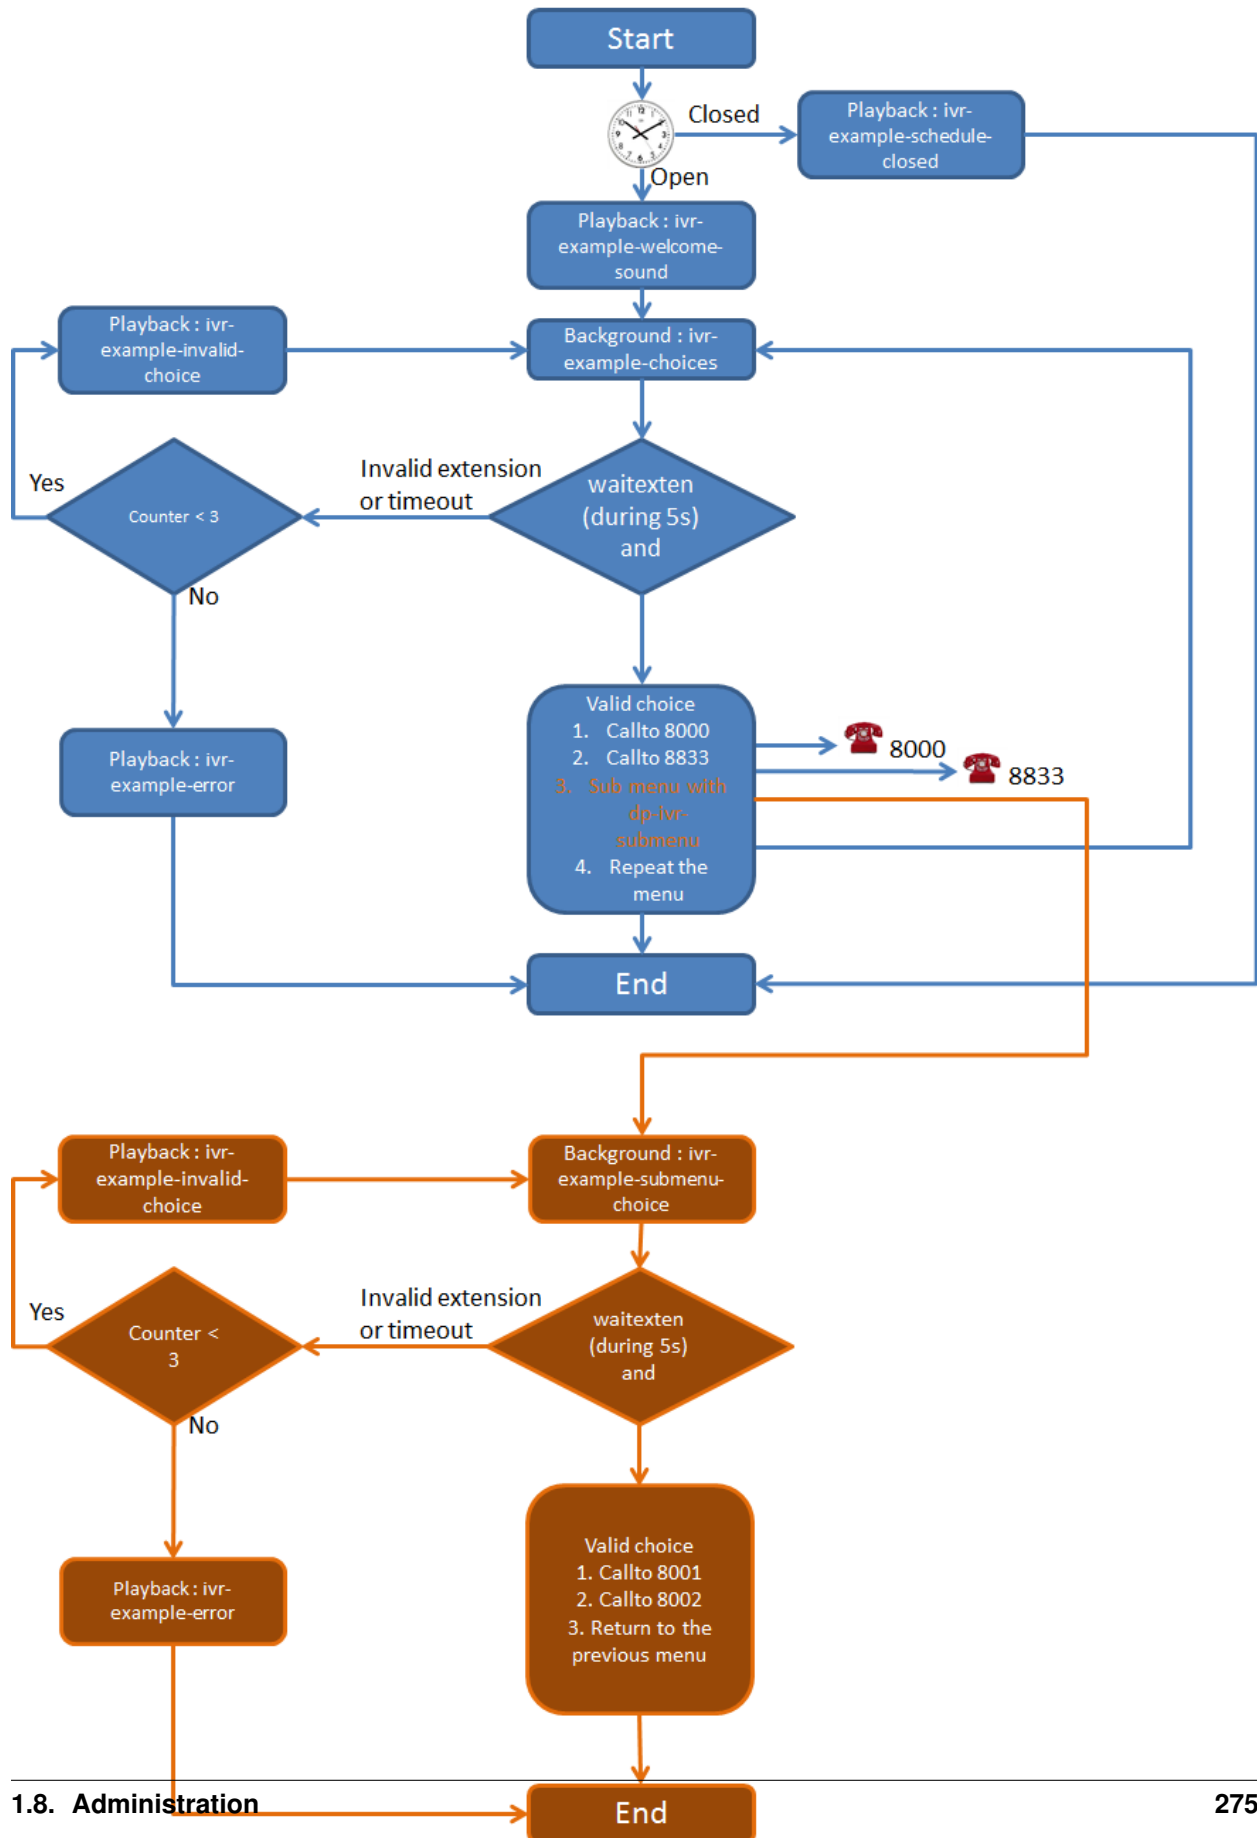 Start
Closed
Playback : ivr-
example-schedule-
closed
Open
Playback : ivr-
example-welcome-
sound
Playback : ivr-
example-invalid-
choice
Background : ivr-
example-choices
Yes
Counter < 3
Invalid extension
or timeout
waitexten
(during 5s)
and
No
Valid choice
1. Callto 8000
2. Callto 8833
3. Sub menu with
dp-ivr-
submenu
4. Repeat the
menu
8000
8833
Playback : ivr-
example-error
End
Playback : ivr-
example-invalid-
choice
Background : ivr-
example-submenu-
choice
Yes
Counter <
3
Invalid extension
or timeout
waitexten
(during 5s)
and
No
Valid choice
1. Callto 8001
2. Callto 8002
3. Return to the
previous menu
Playback : ivr-
example-error
End
1.8. Administration
275